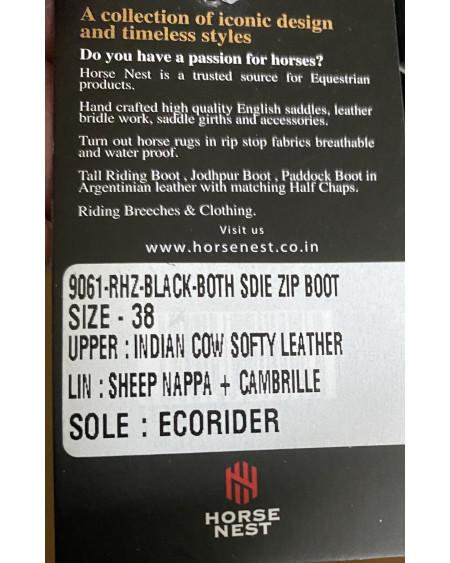 A collection of iconic design
and timeless styles
Do you have a passion for horses?
Horse Nest is a trusted source for Equestrian
products.
Hand crafted high quality English saddles, leather
bridle work, saddle girths and accessories.
Turn out horse rugs in rip stop fabrics breathable
and water proof.
Tall Riding Boot , Jodhpur Boot , Paddock Boot in
Argentinian leather with matching Half Chaps.
Riding Breeches & Clothing.
Visit us
www.horsenest.co.in
9061-RHZ-BLACK-BOTH SDIE ZIP BOOT
SIZE - 38
UPPER : INDIAN COW SOFTY LEATHER
LIN : SHEEP NAPPA + CAMBRILLE
SOLE : ECORIDER
HORSE
NEST